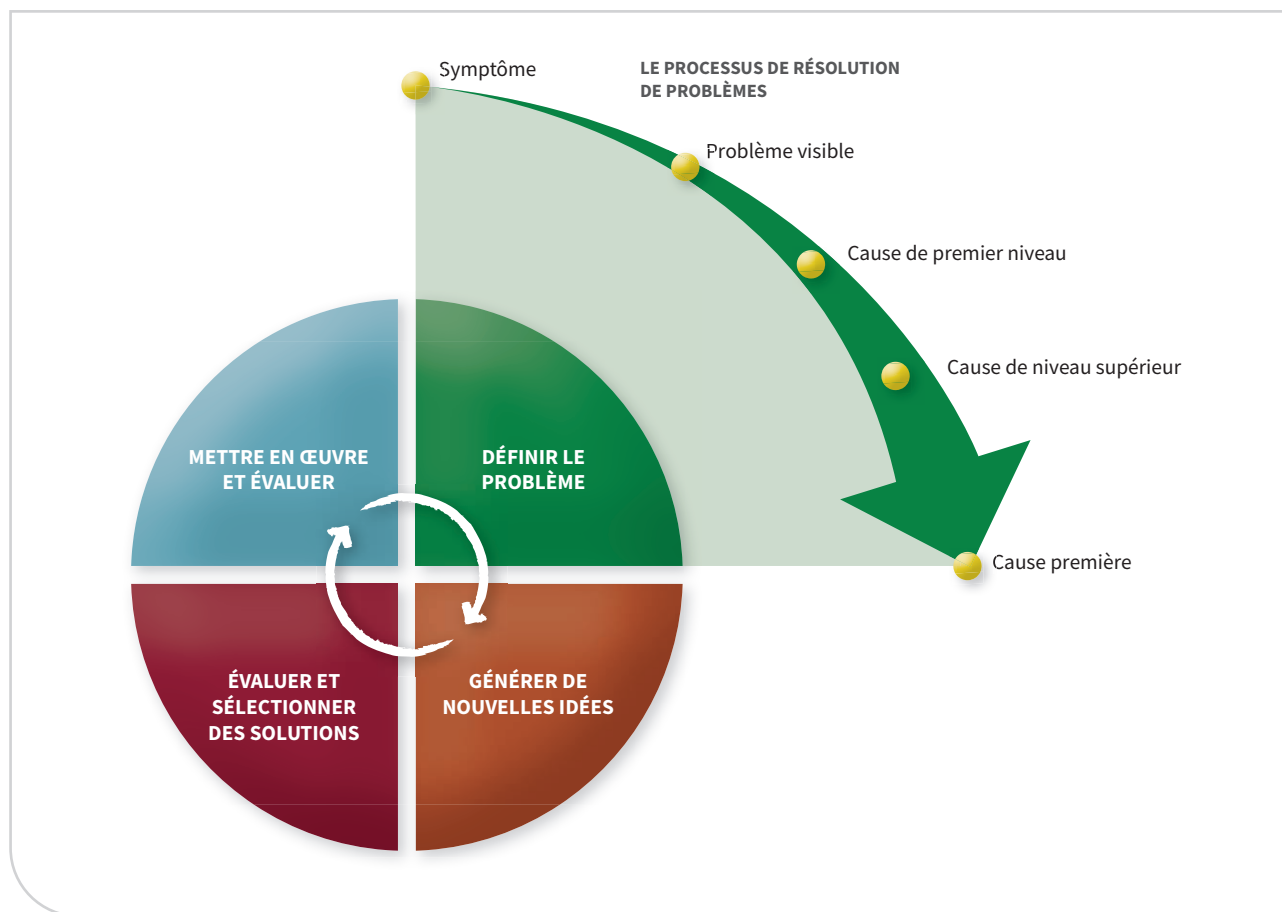 Symptôme
LE PROCESSUS DE RÉSOLUTION
DE PROBLÈMES
Problème visible
Cause de premier niveau
Cause de niveau supérieur
Cause première
METTRE EN ŒUVRE
ET ÉVALUER
DÉFINIR LE
PROBLÈME
ÉVALUER ET
SÉLECTIONNER
DES SOLUTIONS
GÉNÉRER DE
NOUVELLES IDÉES